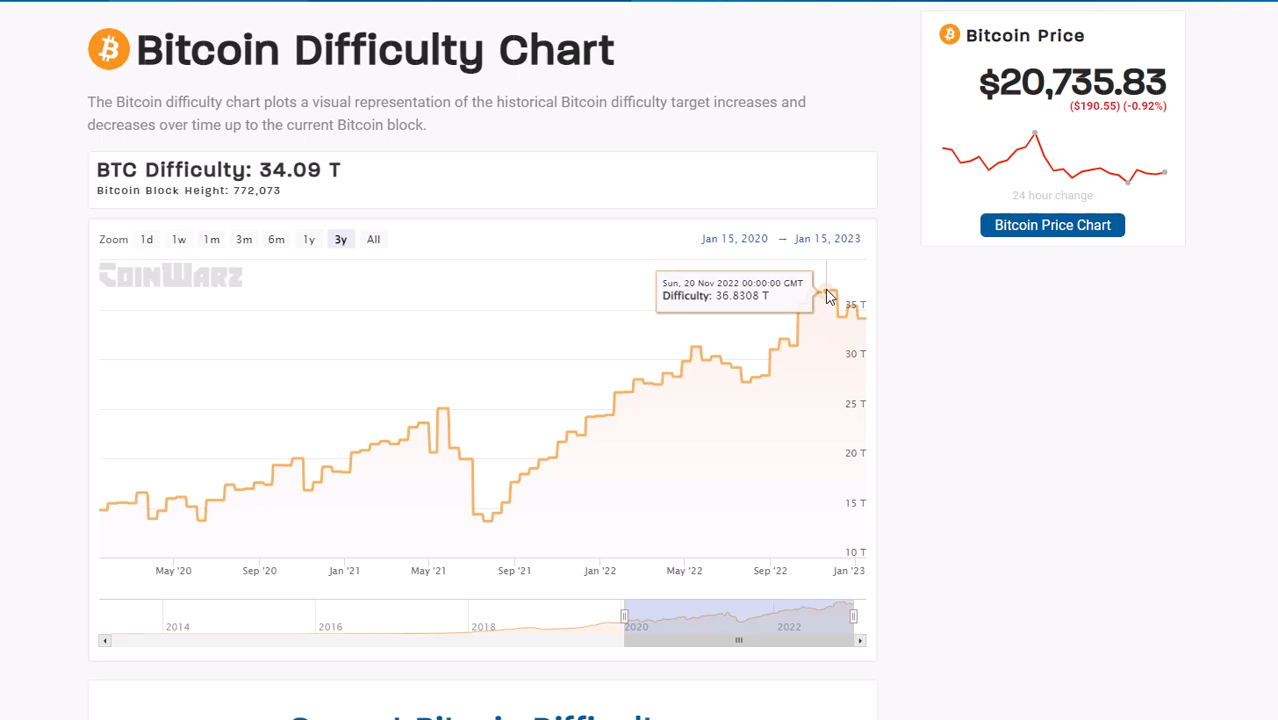 Bitcoin Difficulty Chart
The Bitcoin difficulty chart plots a visual representation of the historical Bitcoin difficulty target increases and
decreases over time up to the current Bitcoin block.
BTC Difficulty: 34.09 T
Bitcoin Block Height: 772,073
Zoom 1d 1w 1m 3m 6m 1y 3y All Jan 15, 2020 → Jan 15, 2023
COINWARZ
Sun, 20 Nov 2022 00:00:00 GMT
Difficulty: 36.8308 T
35 T
30 T
25 T
20 T
15 T
10 T
May '20 Sep '20 Jan '21 May '21 Sep '21 Jan '22 May '22 Sep '22 Jan '23
2014 2016 2018 2020 2022
Bitcoin Price
$20,735.83
($190.55) (-0.92%)
24 hour change
Bitcoin Price Chart